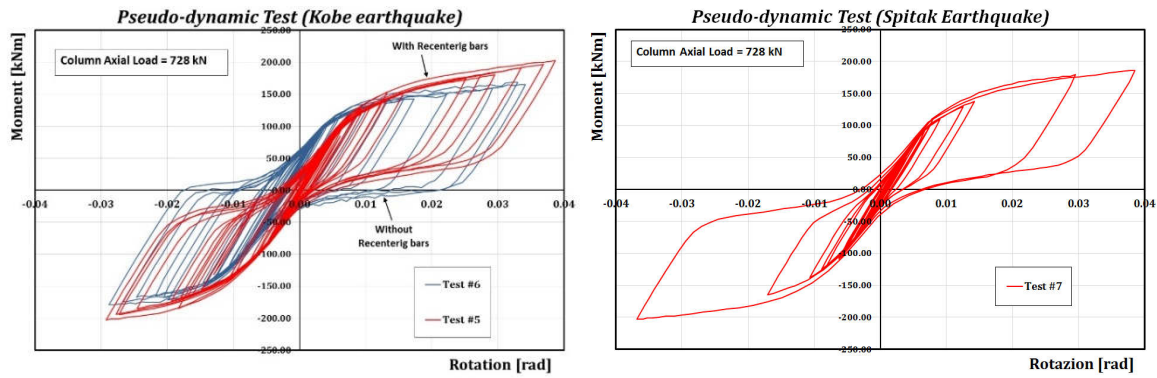 Pseudo-dynamic Test (Kobe earthquake)
Moment [kNm]
250.00
200.00
150.00
100.00
50.00
-0.00
-50.00
-100.00
-150.00
-200.00
-250.00
-0.04
-0.03
-0.02
-0.01
0.00
0.01
0.02
0.03
0.04
Column Axial Load = 728 kN
With Recenterig bars
Without
Recenterig bars
Test #6
Test #5
Rotation [rad]
Pseudo-dynamic Test (Spitak Earthquake)
Moment [kNm]
250.00
200.00
150.00
100.00
50.00
0.00
-50.00
-100.00
-150.00
-200.00
-250.00
-0.04
-0.03
-0.02
-0.01
0.00
0.01
0.02
0.03
0.04
Column Axial Load = 728 kN
Test #7
Rotazion [rad]